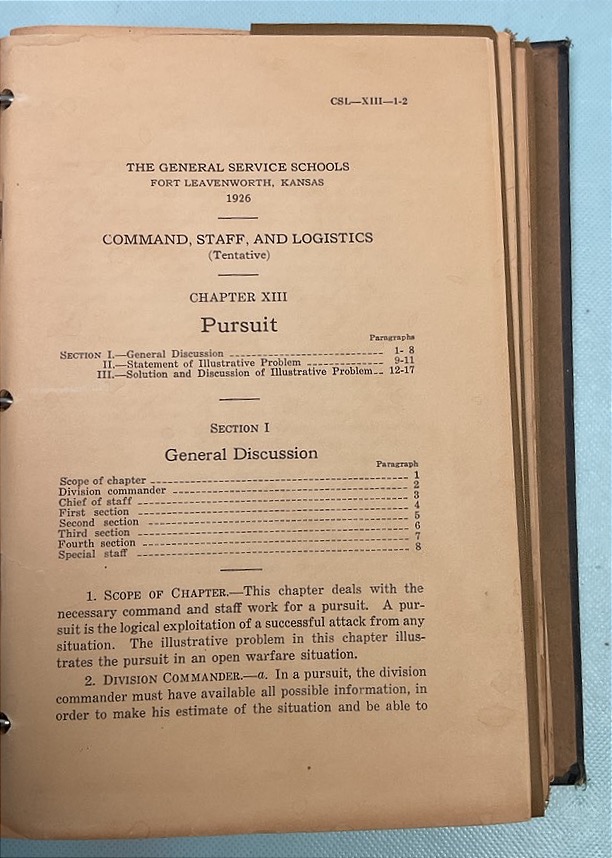 CSL—XIII—1-2
THE GENERAL SERVICE SCHOOLS
FORT LEAVENWORTH, KANSAS
1926
COMMAND, STAFF, AND LOGISTICS
(Tentative)
CHAPTER XIII
Pursuit
Paragraphs
SECTION I.—General Discussion ---------------------------- 1- 8
II.—Statement of Illustrative Problem -------------- 9-11
III.—Solution and Discussion of Illustrative Problem-- 12-17
SECTION I
General Discussion
Paragraph
Scope of chapter ---------------------------------------- 1
Division commander ---------------------------------------- 2
Chief of staff ---------------------------------------- 3
First section ---------------------------------------- 4
Second section ---------------------------------------- 5
Third section ---------------------------------------- 6
Fourth section ---------------------------------------- 7
Special staff ---------------------------------------- 8
1. SCOPE OF CHAPTER.—This chapter deals with the
necessary command and staff work for a pursuit. A pur-
suit is the logical exploitation of a successful attack from any
situation. The illustrative problem in this chapter illus-
trates the pursuit in an open warfare situation.
2. DIVISION COMMANDER.—a. In a pursuit, the division
commander must have available all possible information, in
order to make his estimate of the situation and be able to